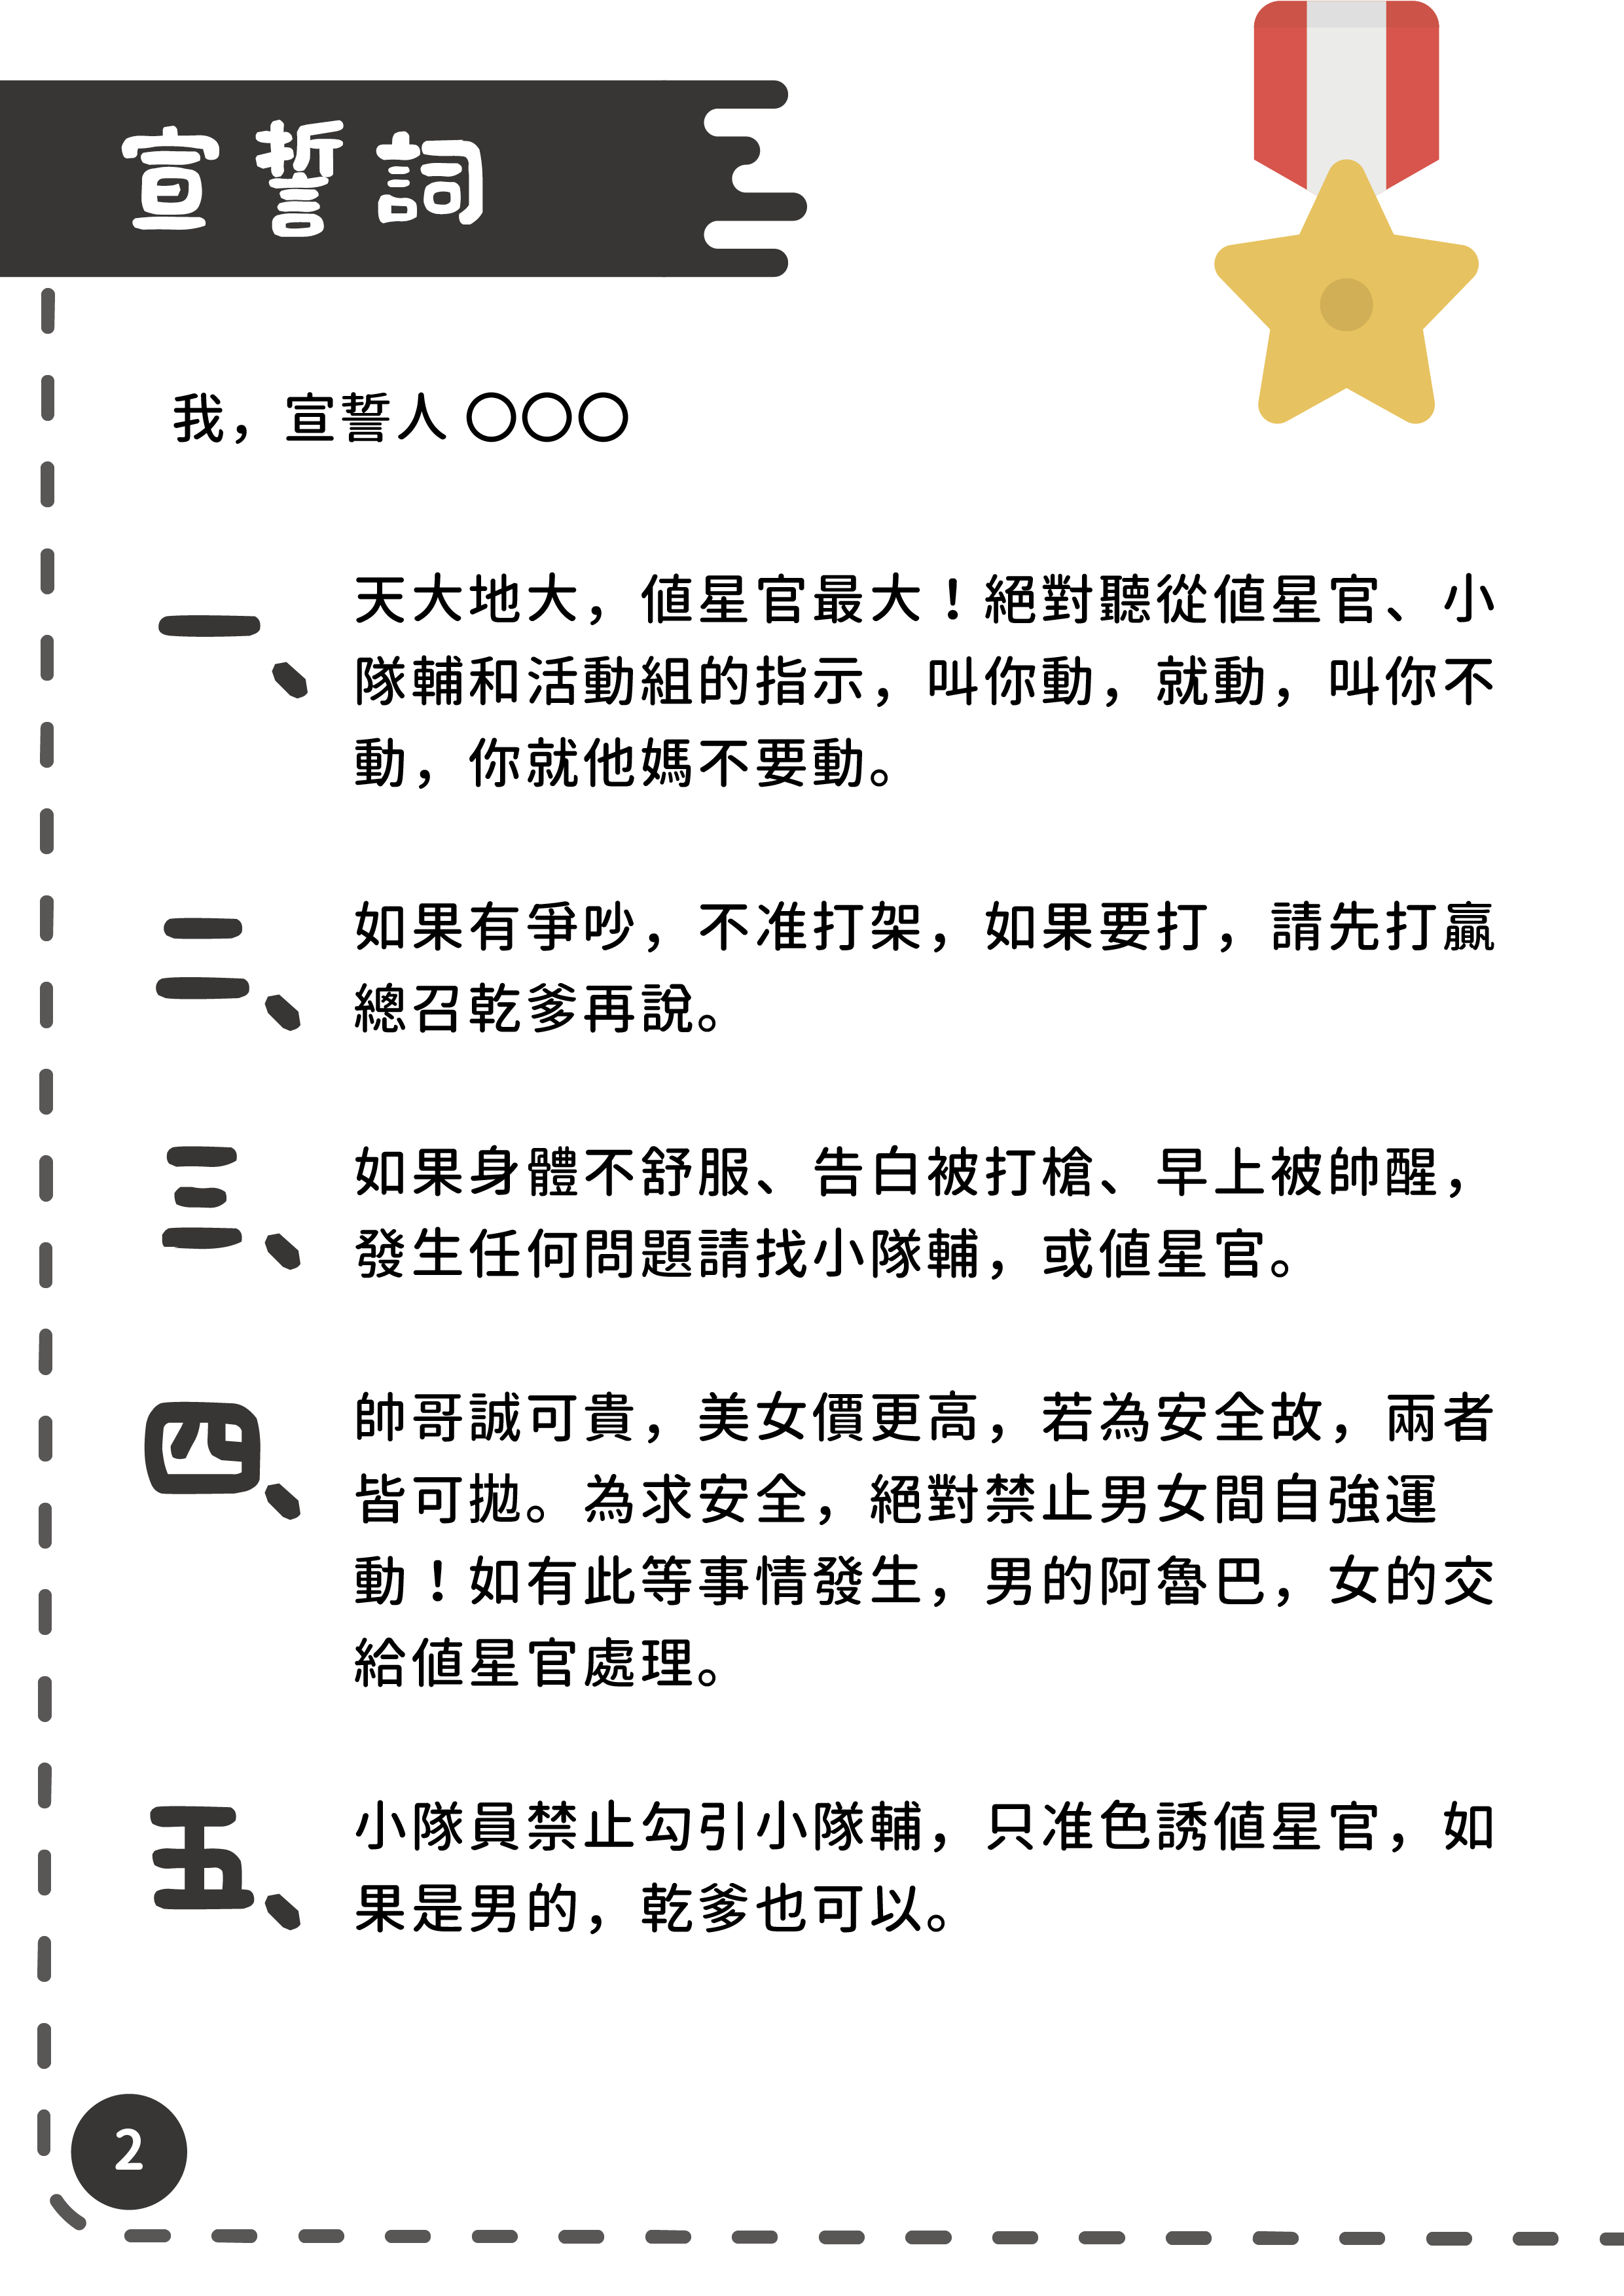 宣誓詞
我，宣誓人 〇〇〇
一、
天大地大，値星官最大！絕對聽從値星官、小
隊輔和活動組的指示，叫你動，就動，叫你不
動，你就他媽不要動。
二、
如果有爭吵，不准打架，如果要打，請先打贏
總召乾爹再說。
三、
如果身體不舒服、告白被打槍、早上被帥醒，
發生任何問題請找小隊輔，或値星官。
四、
帥哥誠可貴，美女價更高，若為安全故，兩者
皆可拋。為求安全，絕對禁止男女間自強運
動！如有此等事情發生，男的阿魯巴，女的交
給値星官處理。
五、
小隊員禁止勾引小隊輔，只准色誘値星官，如
果是男的，乾爹也可以。
2